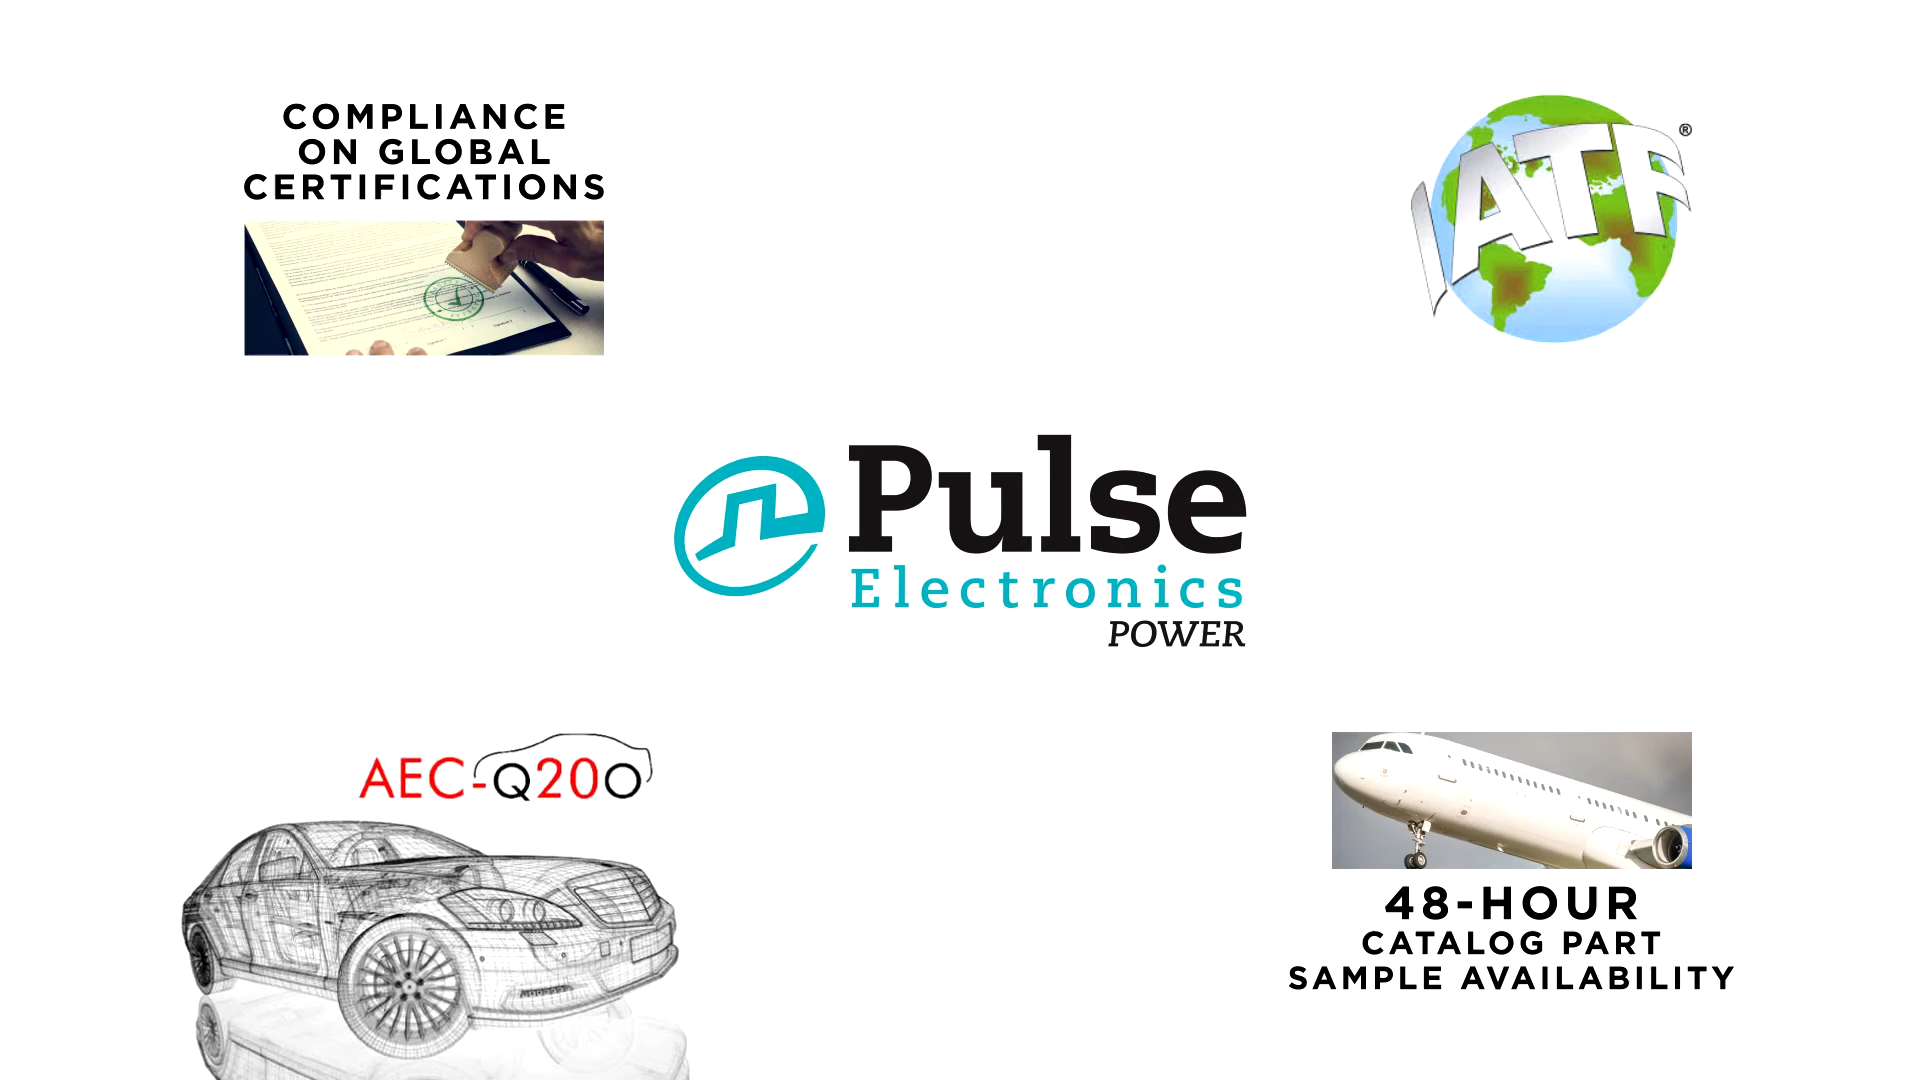 COMPLIANCE
ON GLOBAL
CERTIFICATIONS
IATF®
Pulse
Electronics
POWER
AEC-Q200
48-HOUR
CATALOG PART
SAMPLE AVAILABILITY